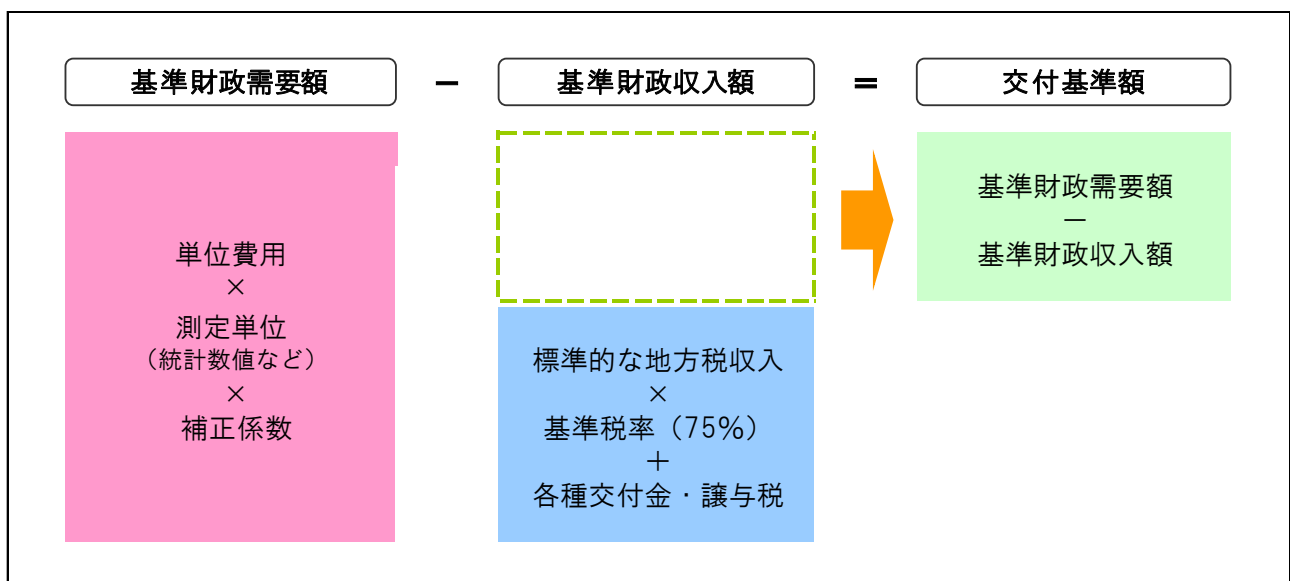 基準財政需要額 － 基準財政収入額 ＝ 交付基準額
単位費用
×
測定単位
（統計数値など）
×
補正係数
標準的な地方税収入
×
基準税率（75％）
＋
各種交付金・譲与税
基準財政需要額
－
基準財政収入額